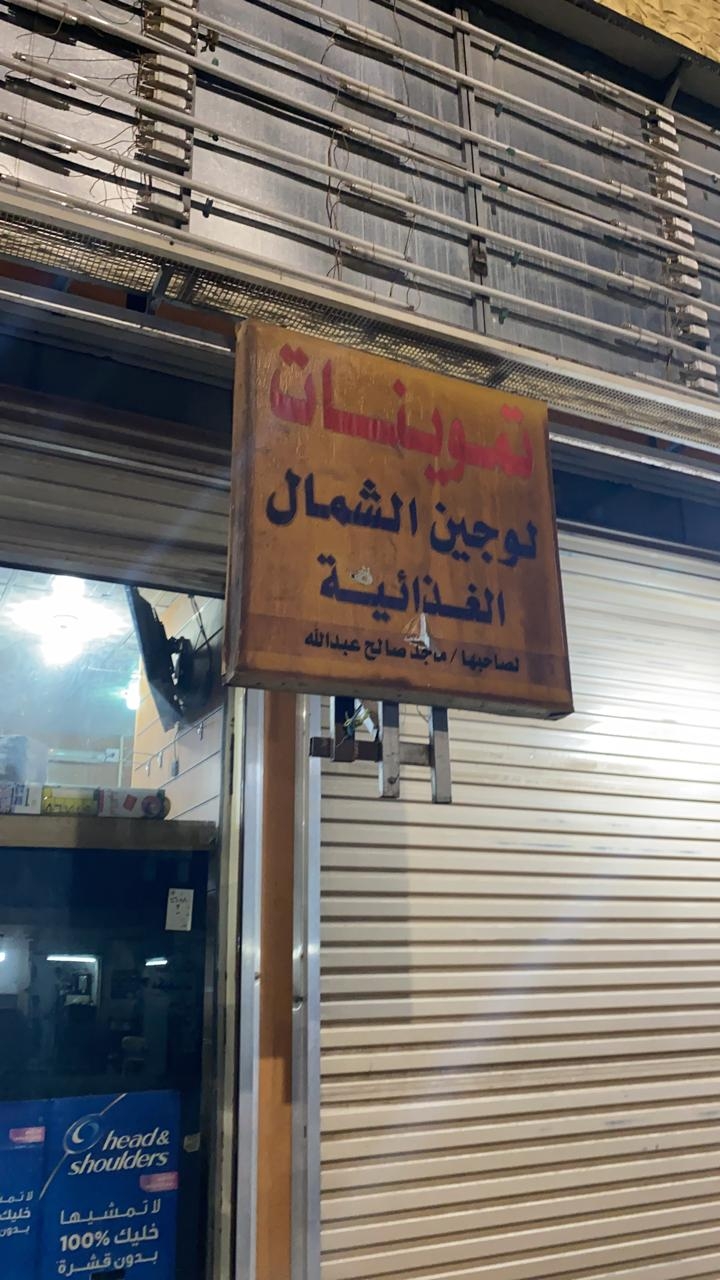 تموينات
لوجين الشمال
الغذائية
لصاحبها / ماجد صالح عبدالله
head&
shoulders
لا تمشيها
خليك 100%
بدون قشرة